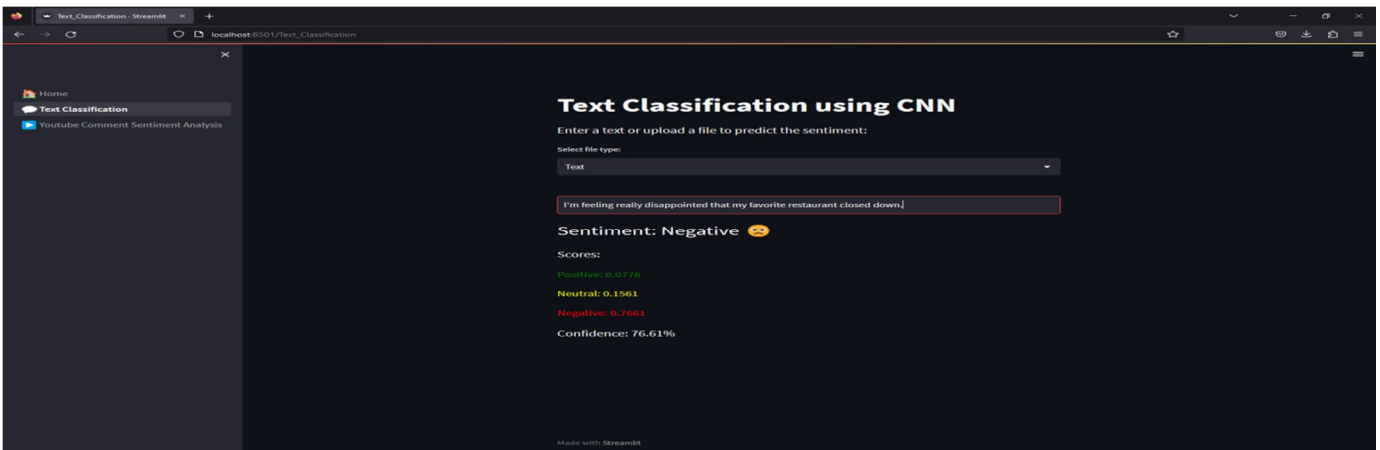 Text_Classification · Streamlit
localhost:8501/Text_Classification
Home
Text Classification
Youtube Comment Sentiment Analysis
Text Classification using CNN
Enter a text or upload a file to predict the sentiment:
Select file type:
Text
I'm feeling really disappointed that my favorite restaurant closed down.
Sentiment: Negative
Scores:
Positive: 0.0778
Neutral: 0.1561
Negative: 0.7661
Confidence: 76.61%
Made with Streamlit